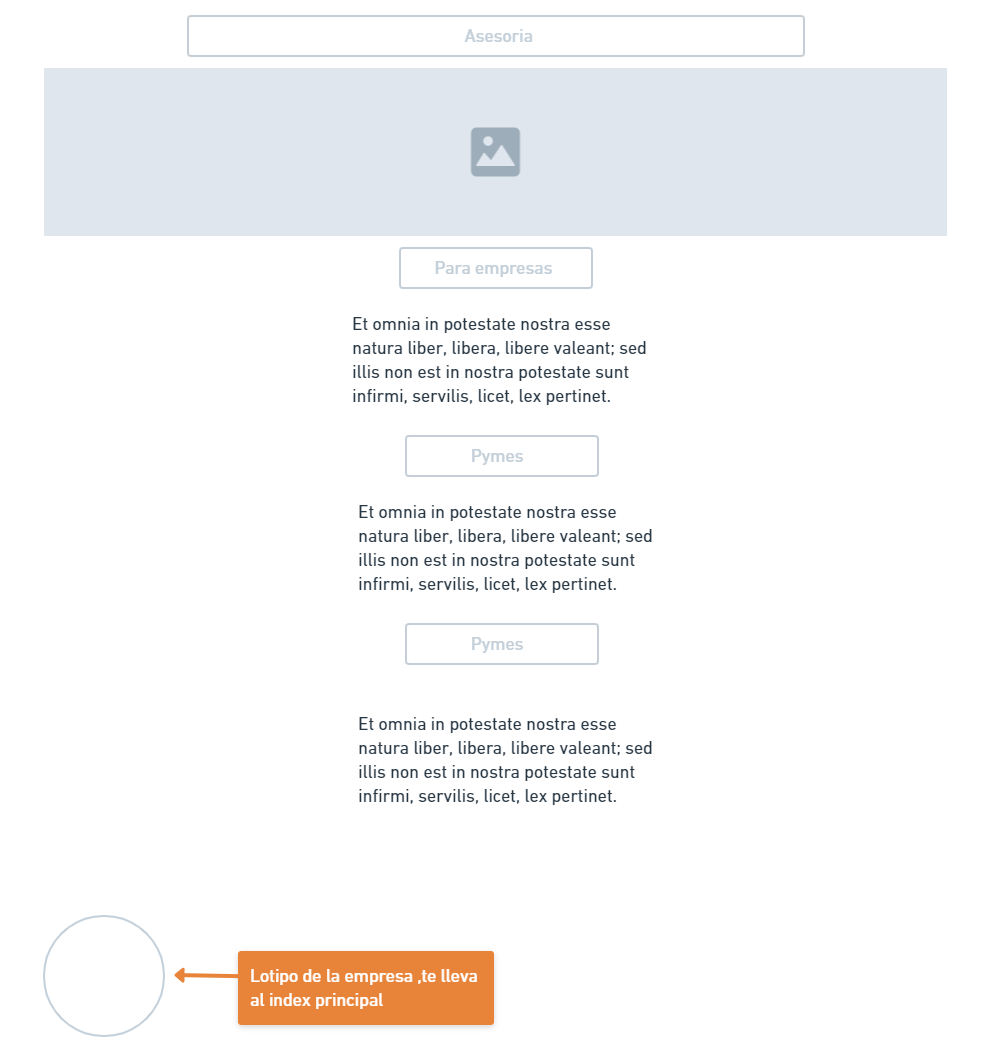 Asesoria
Para empresas
Et omnia in potestate nostra esse
natura liber, libera, libere valeant; sed
illis non est in nostra potestate sunt
infirmi, servilis, licet, lex pertinet.
Pymes
Et omnia in potestate nostra esse
natura liber, libera, libere valeant; sed
illis non est in nostra potestate sunt
infirmi, servilis, licet, lex pertinet.
Pymes
Et omnia in potestate nostra esse
natura liber, libera, libere valeant; sed
illis non est in nostra potestate sunt
infirmi, servilis, licet, lex pertinet.
Lotipo de la empresa ,te lleva
al index principal